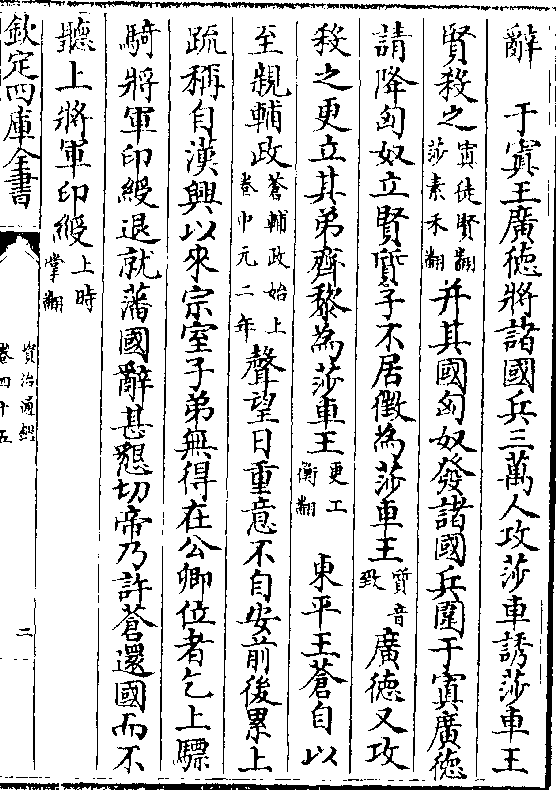 辭　于窴王廣德將諸國兵三萬人攻莎車誘莎車王
賢殺之窴徒賢翻莎素禾翻并其國匈奴發諸國兵圍于窴廣德
請降匈奴立賢質子不居徵為莎車王質音致廣德又攻
殺之更立其弟齊黎為莎車王更工衡翻　東平王蒼自以
至親輔政蒼輔政始上卷中元二年聲望日重意不自安前後累上
疏稱自漢興以來宗室子弟無得在公卿位者乞上驃
騎將軍印綬退就藩國辭甚懇切帝乃許蒼還國而不
聽上將軍印綬上時掌翻
欽定四庫全書
資治通鑑
卷四十五
二